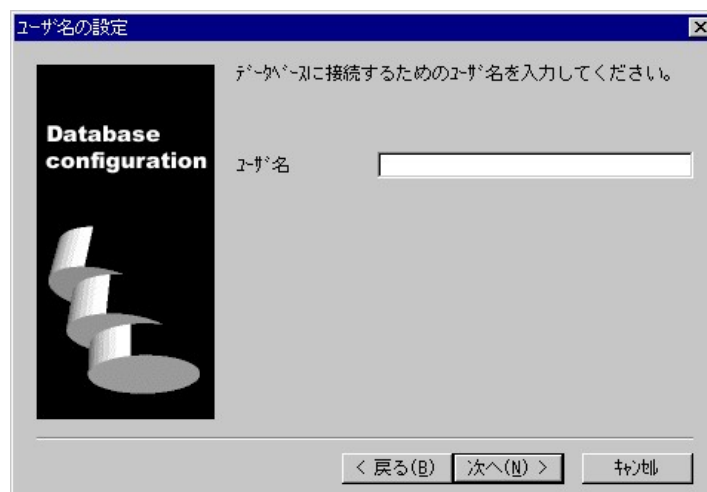 ﾕｰｻﾞ名の設定
ﾃﾞｰﾀﾍﾞｰｽに接続するためのﾕｰｻﾞ名を入力してください。
Database
configuration
ﾕｰｻﾞ名
< 戻る(B)
次へ(N) >
ｷｬﾝｾﾙ